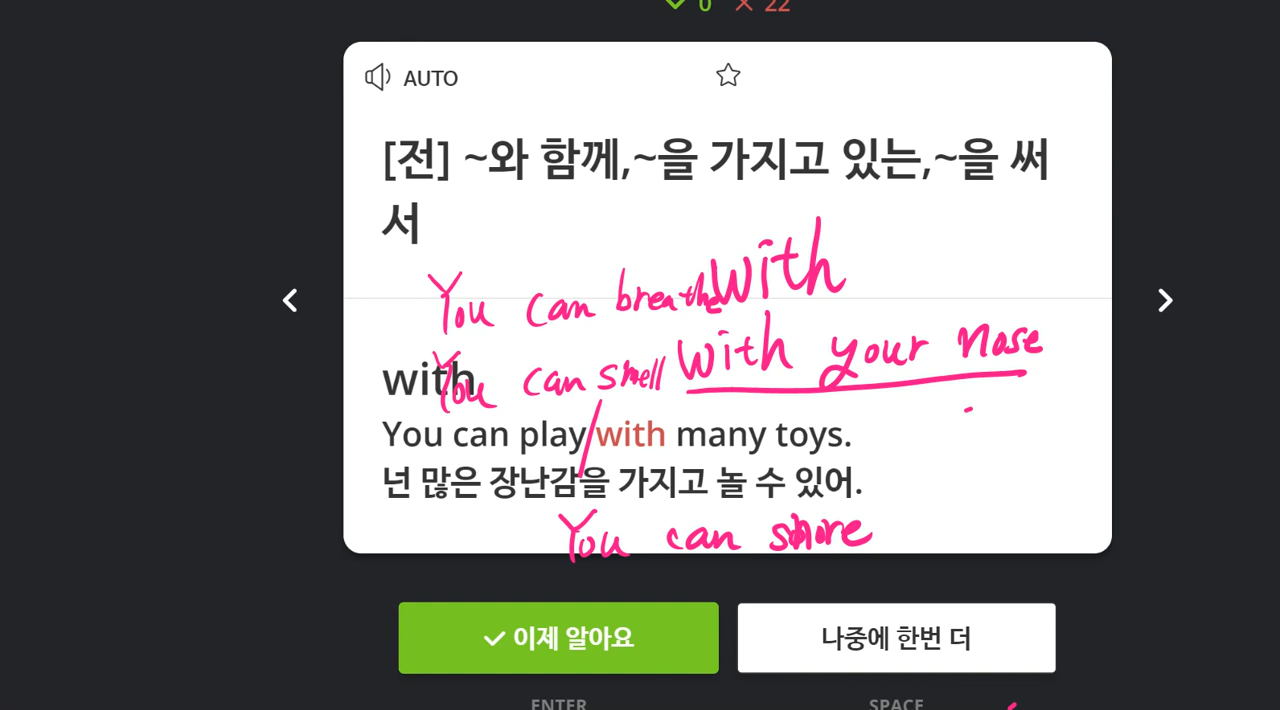 0 × 22
AUTO
[전] ~와 함께,~을 가지고 있는,~을 써
서
You can breathe with
with
You can smell with your nose
You can play with many toys.
넌 많은 장난감을 가지고 놀 수 있어.
You can
이제 알아요
나중에 한번 더
ENTER
SPACE